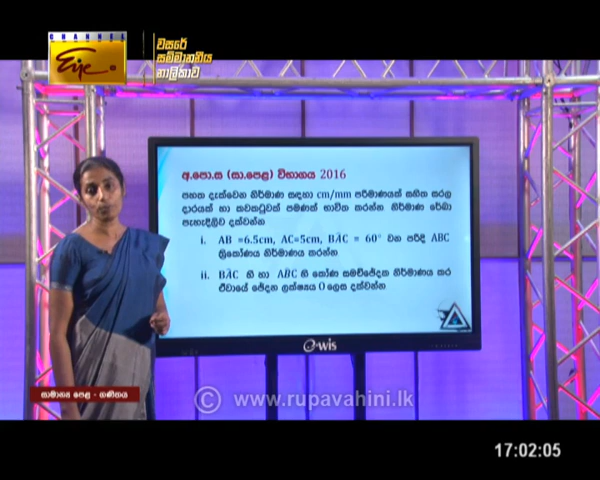 CHANNEL
Eye
වසරේ
සම්මානනීය
නාලිකාව
අ.පො.ස (සා.පෙළ) විභාගය 2016
පහත දැක්වෙන නිර්මාණ සඳහා cm/mm පරිමාණයක් සහිත සරල
දාරයක් හා කවකටුවක් පමණක් භාවිත කරන්න නිර්මාණ රේඛා
පැහැදිලිව දක්වන්න
i. AB =6.5cm, AC=5cm, BÂC = 60° වන පරිදි ABC
ත්‍රිකෝණය නිර්මාණය කරන්න
ii. BÂC හි හා AB̂C හි කෝණ සමච්ඡේදක නිර්මාණය කර
ඒවායේ ඡේදන ලක්ෂ්‍යය O ලෙස දක්වන්න
e-wis
සාමාන්‍ය පෙළ - ගණිතය
© www.rupavahini.lk
17:02:05